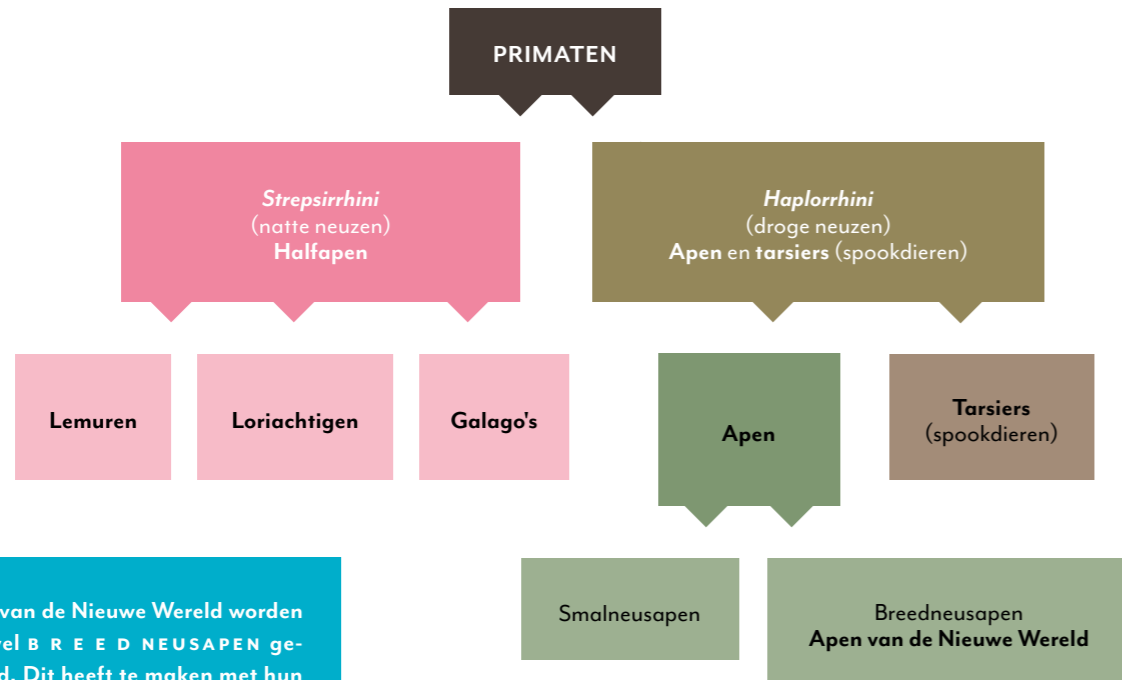 PRIMATEN
Strepsirrhini
(natte neuzen)
Halfapen
Haplorrhini
(droge neuzen)
Apen en tarsiers (spookdieren)
Lemuren
Loriachtigen
Galago's
Apen
Tarsiers
(spookdieren)
Smalneusapen
Breedneusapen
Apen van de Nieuwe Wereld
van de Nieuwe Wereld worden
BREEDNEUSAPEN ge-
Dit heeft te maken met hun